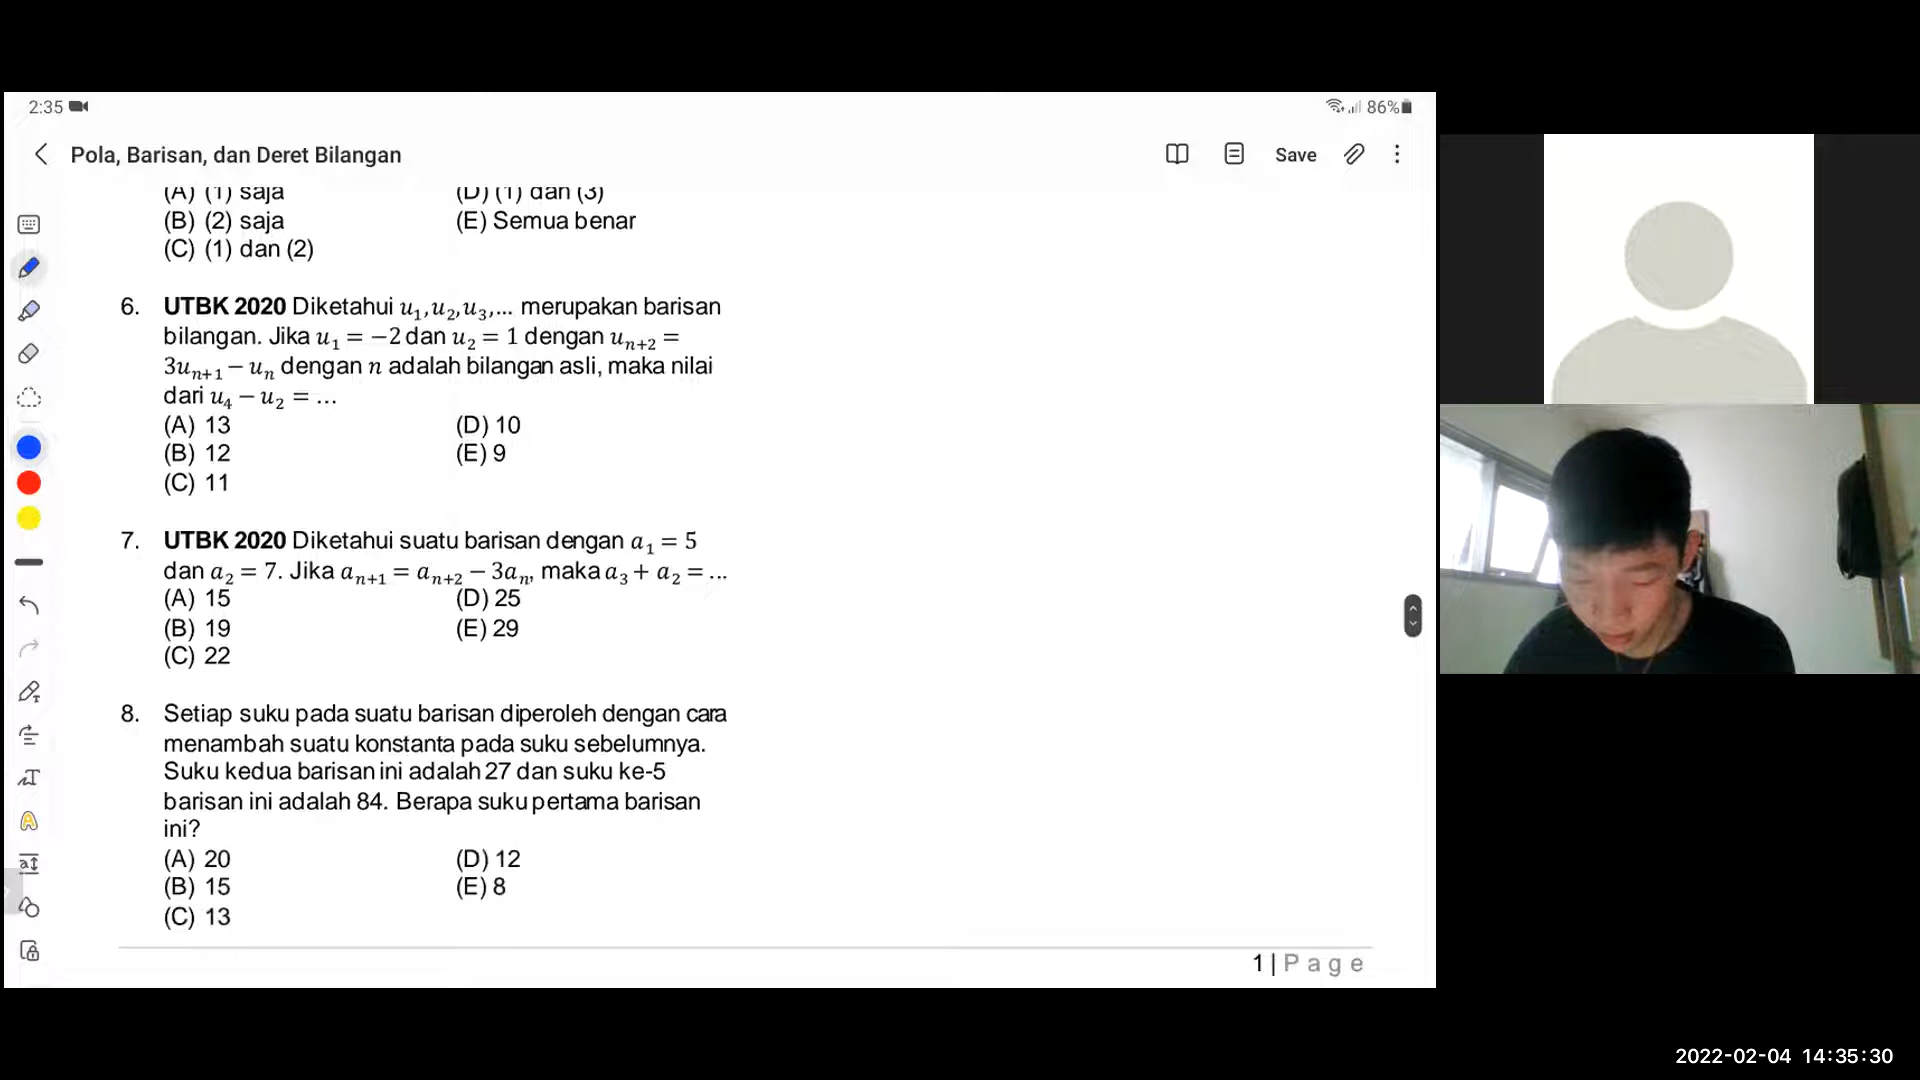 2:35
86%
Pola, Barisan, dan Deret Bilangan
Save
(A) (1) saja
(D) (1) dan (3)
(B) (2) saja
(E) Semua benar
(C) (1) dan (2)
6. UTBK 2020 Diketahui u₁,u₂,u₃,... merupakan barisan
bilangan. Jika u₁ = −2 dan u₂ = 1 dengan uₙ₊₂ =
3uₙ₊₁ − uₙ dengan n adalah bilangan asli, maka nilai
dari u₄ − u₂ = ...
(A) 13
(D) 10
(B) 12
(E) 9
(C) 11
7. UTBK 2020 Diketahui suatu barisan dengan a₁ = 5
dan a₂ = 7. Jika aₙ₊₁ = aₙ₊₂ − 3aₙ, maka a₃ + a₂ = ...
(A) 15
(D) 25
(B) 19
(E) 29
(C) 22
8. Setiap suku pada suatu barisan diperoleh dengan cara
menambah suatu konstanta pada suku sebelumnya.
Suku kedua barisan ini adalah 27 dan suku ke-5
barisan ini adalah 84. Berapa suku pertama barisan
ini?
(A) 20
(D) 12
(B) 15
(E) 8
(C) 13
1 | Page
2022-02-04 14:35:30